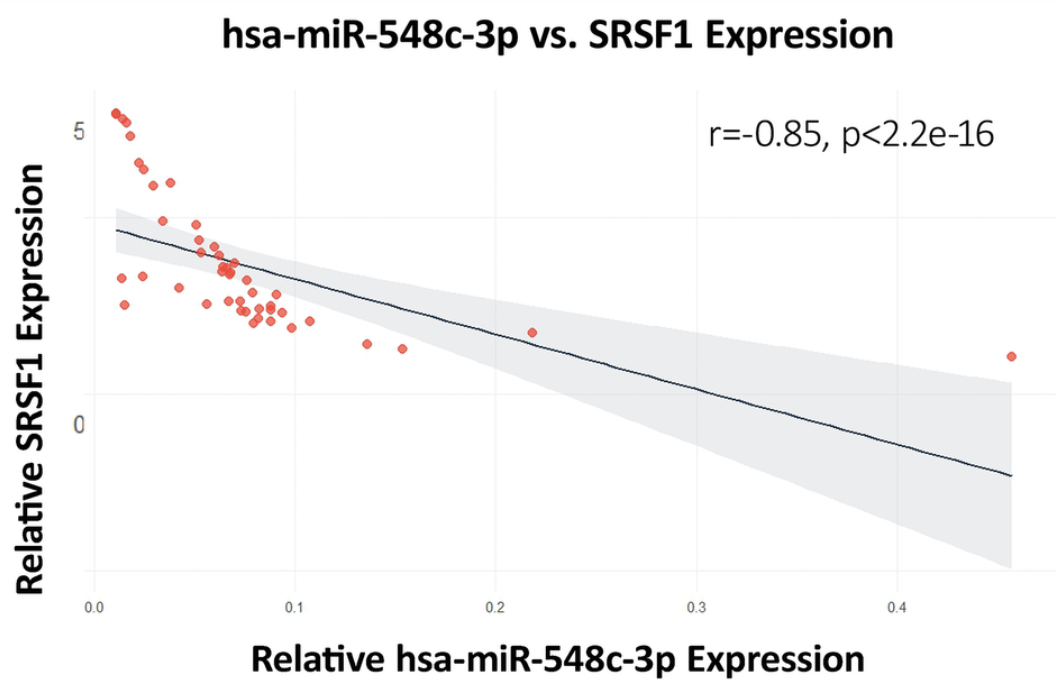 hsa-miR-548c-3p vs. SRSF1 Expression
r=-0.85, p<2.2e-16
Relative SRSF1 Expression
5
0
0.0 0.1 0.2 0.3 0.4
Relative hsa-miR-548c-3p Expression